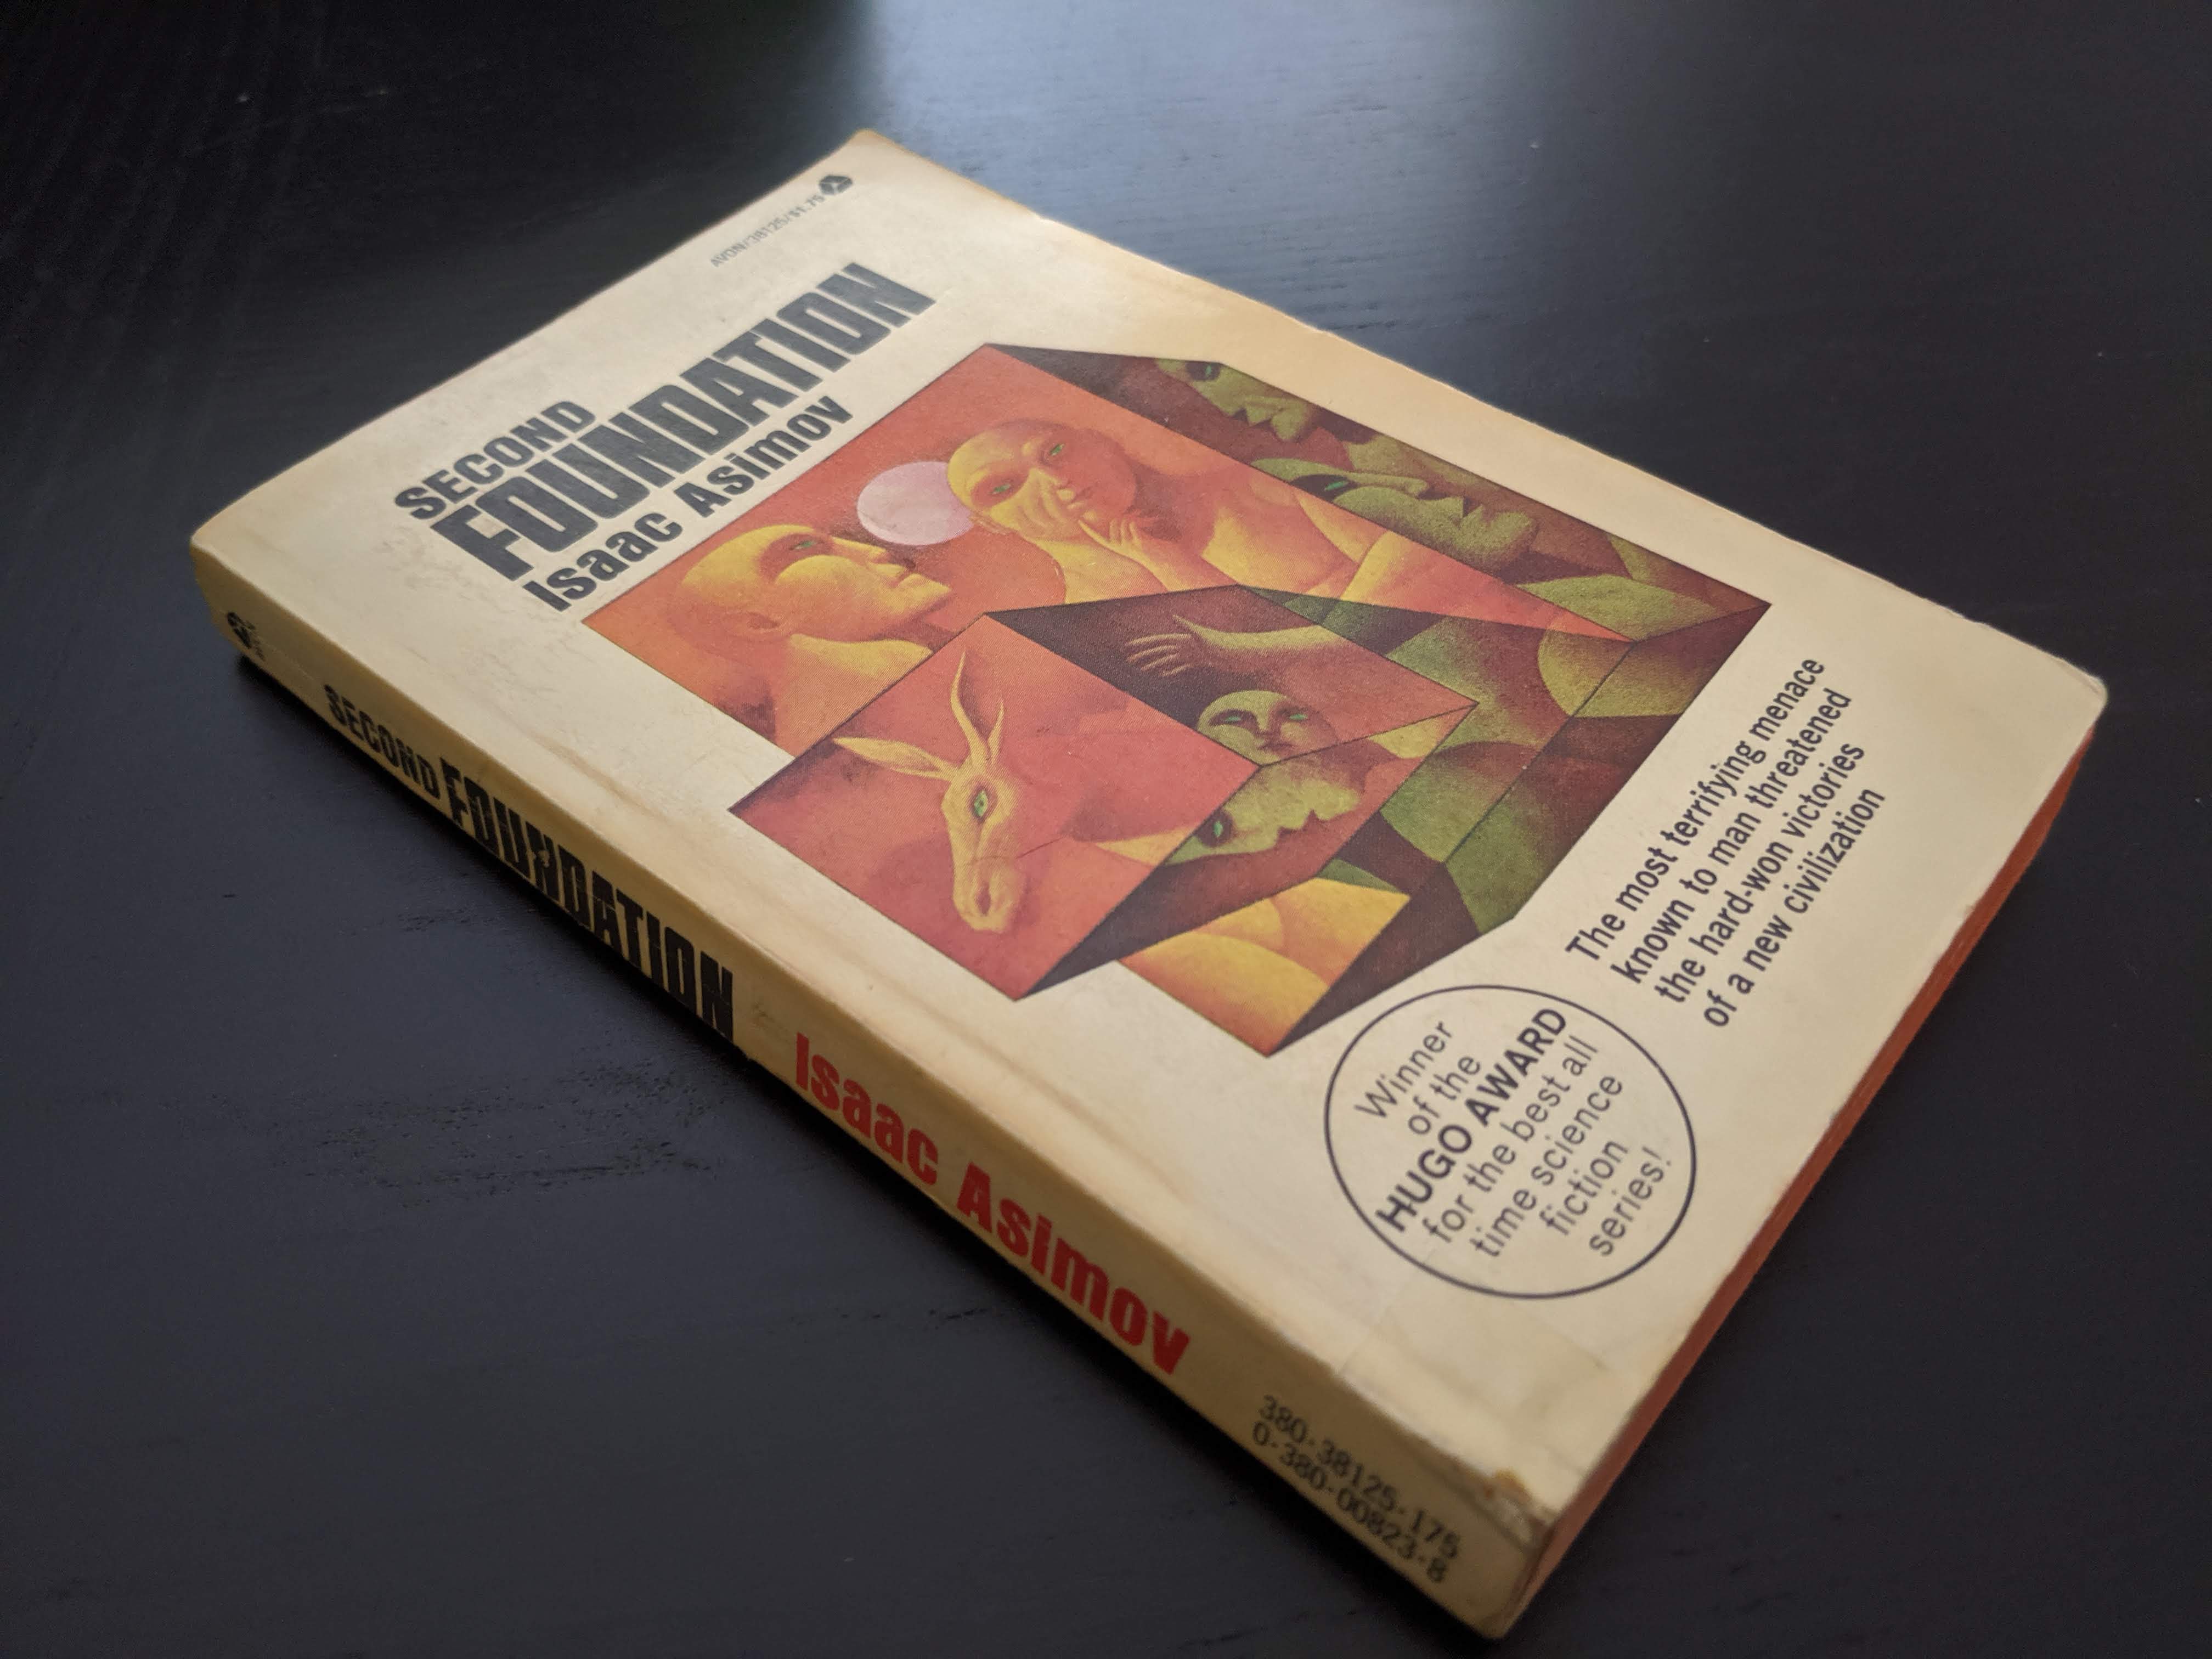 AVON/38125/$1.75
SECOND
FOUNDATION
Isaac Asimov
The most terrifying menace
known to man threatened
the hard-won victories
of a new civilization
Winner
of the
HUGO AWARD
for the best all
time science
fiction
series!
SECOND FOUNDATION Isaac Asimov
380-38125-175
0-380-00823-8